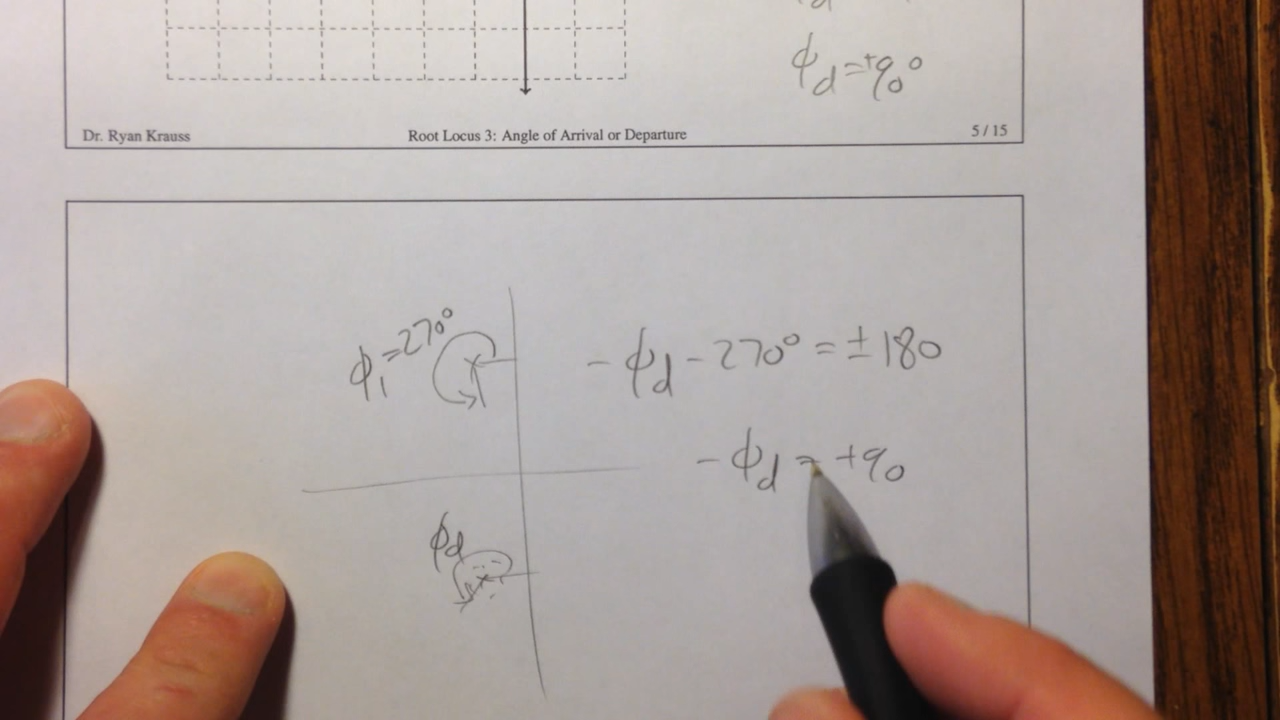 ϕd=+90°
Dr. Ryan Krauss
Root Locus 3: Angle of Arrival or Departure
5 / 15
ϕ1=270°
-ϕd-270°=±180
-ϕd=+90
ϕd